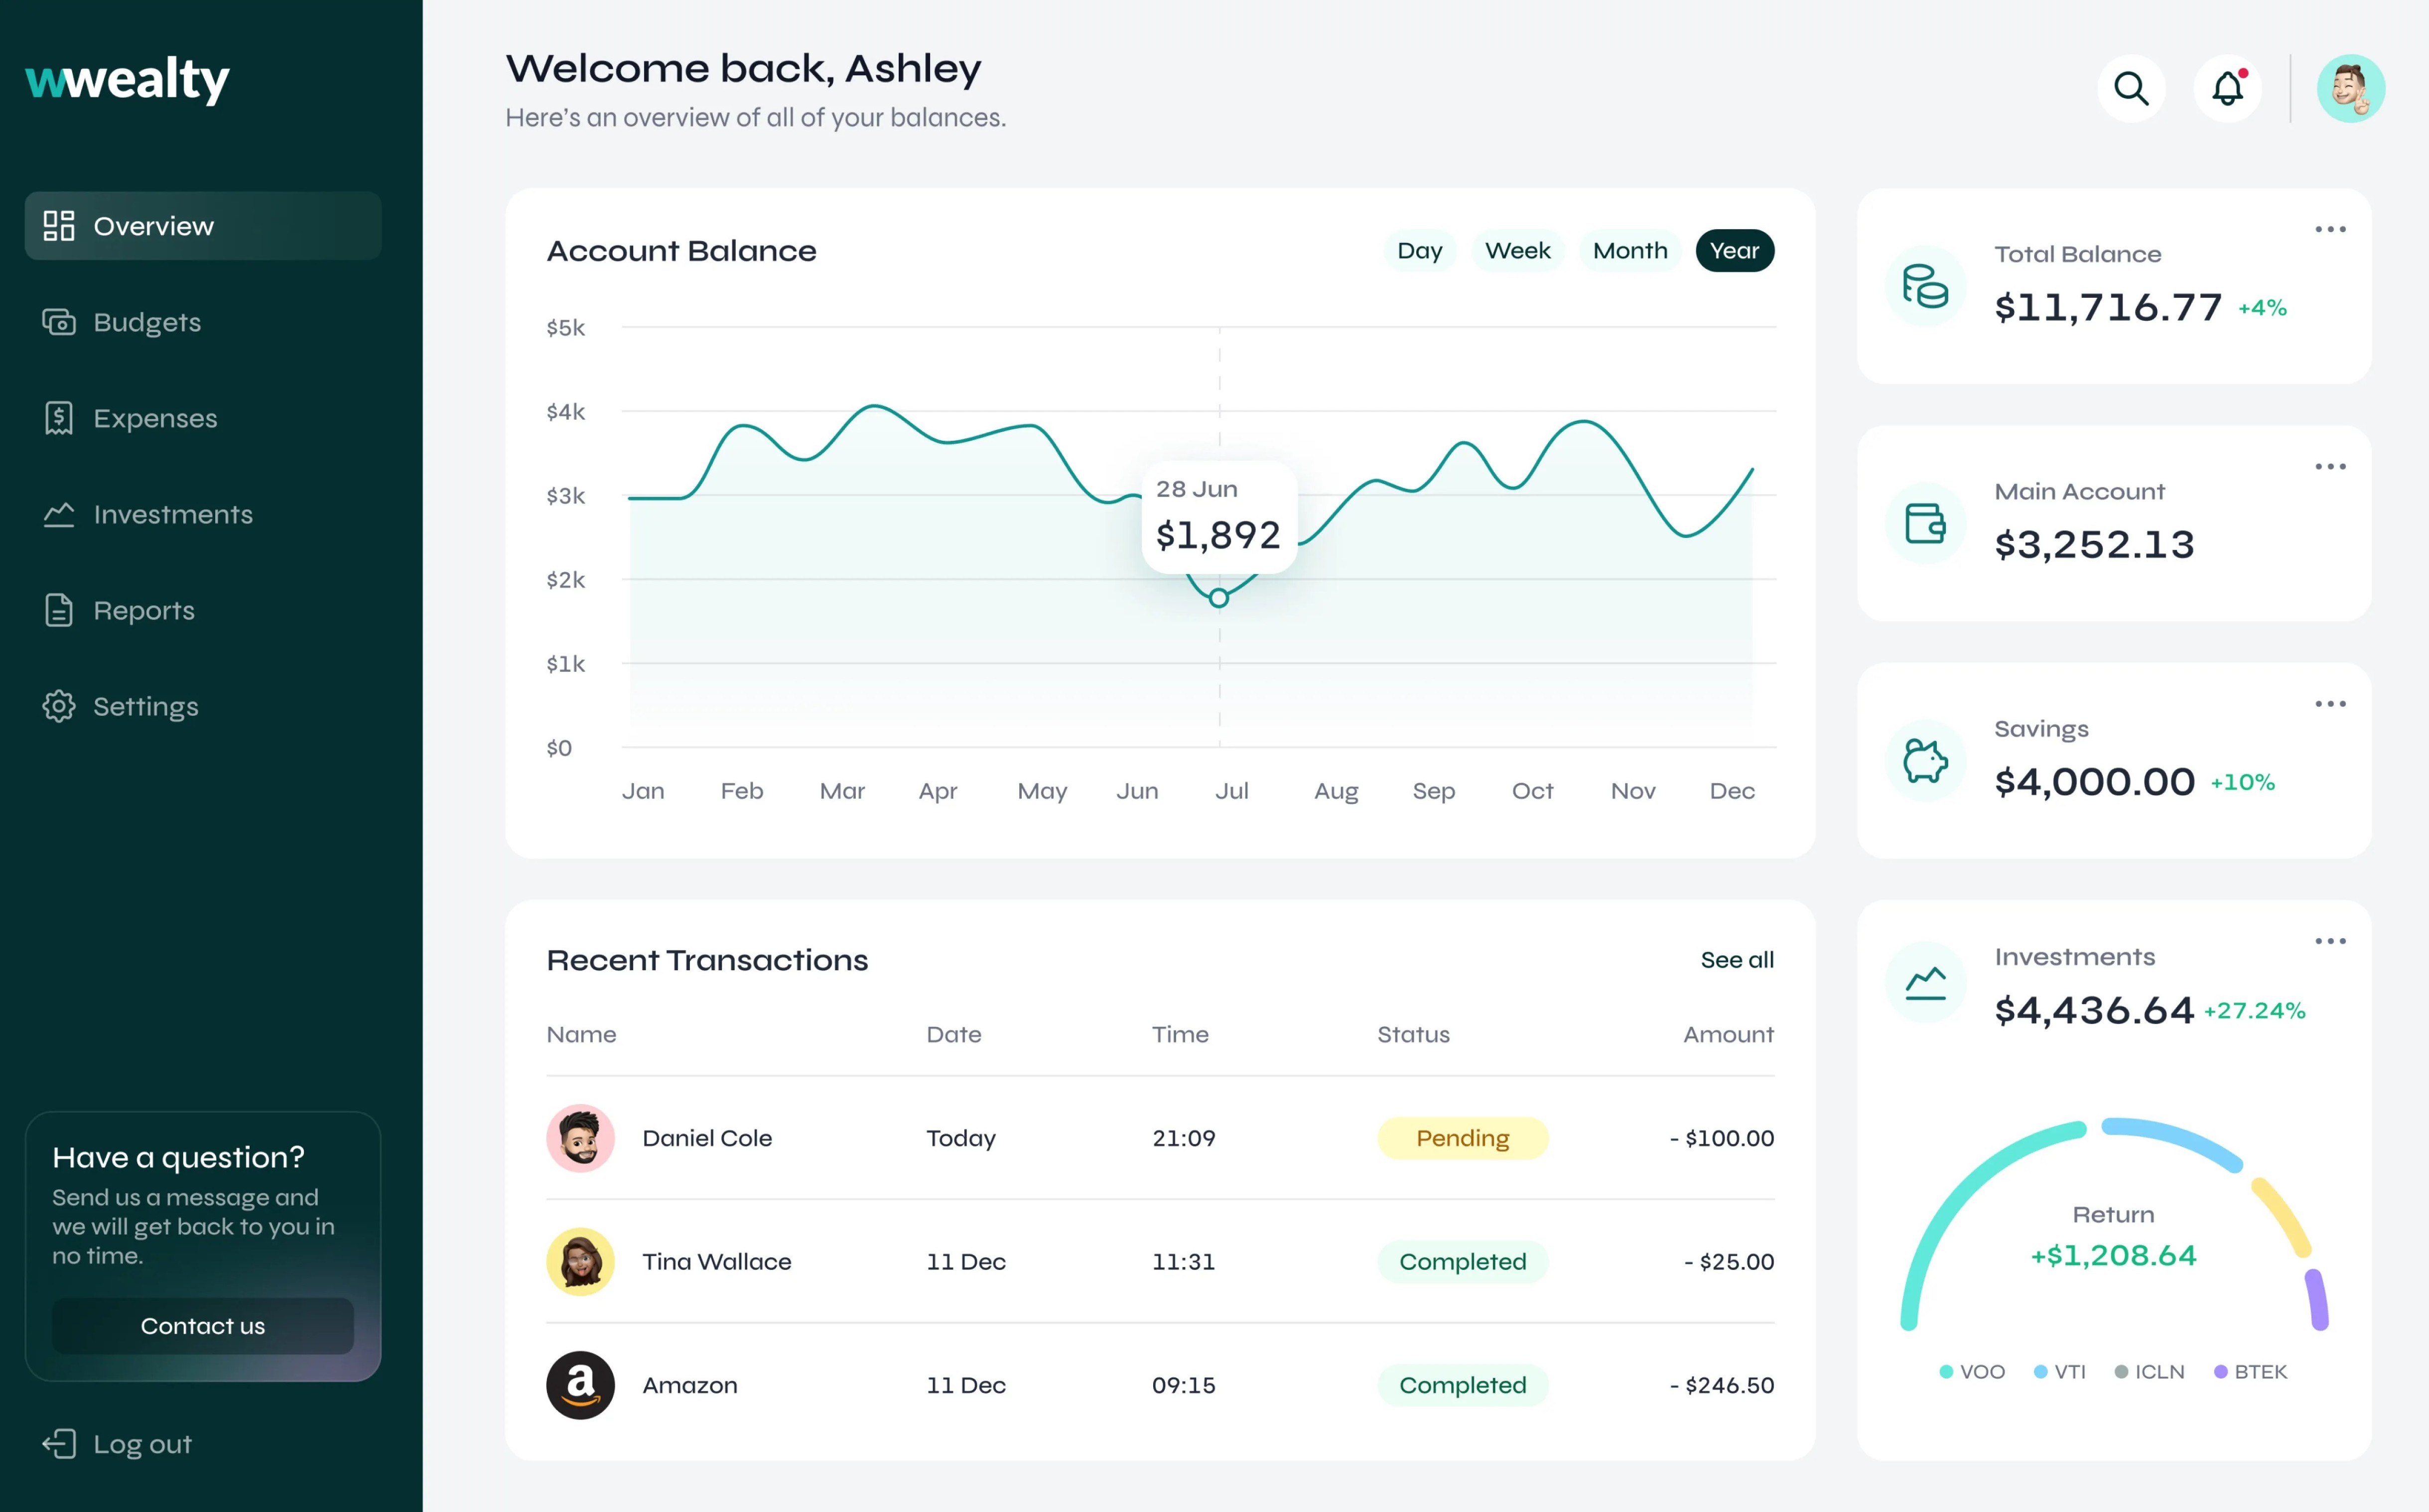 wwealty
Overview
Budgets
Expenses
Investments
Reports
Settings
Have a question?
Send us a message and
we will get back to you in
no time.
Contact us
Log out
Welcome back, Ashley
Here’s an overview of all of your balances.
Account Balance
Day Week Month Year
$5k
$4k
$3k
$2k
$1k
$0
28 Jun
$1,892
Jan Feb Mar Apr May Jun Jul Aug Sep Oct Nov Dec
Total Balance
$11,716.77 +4%
Main Account
$3,252.13
Savings
$4,000.00 +10%
Recent Transactions See all
Name Date Time Status Amount
Daniel Cole Today 21:09 Pending - $100.00
Tina Wallace 11 Dec 11:31 Completed - $25.00
a Amazon 11 Dec 09:15 Completed - $246.50
Investments
$4,436.64 +27.24%
Return
+$1,208.64
VOO VTI ICLN BTEK